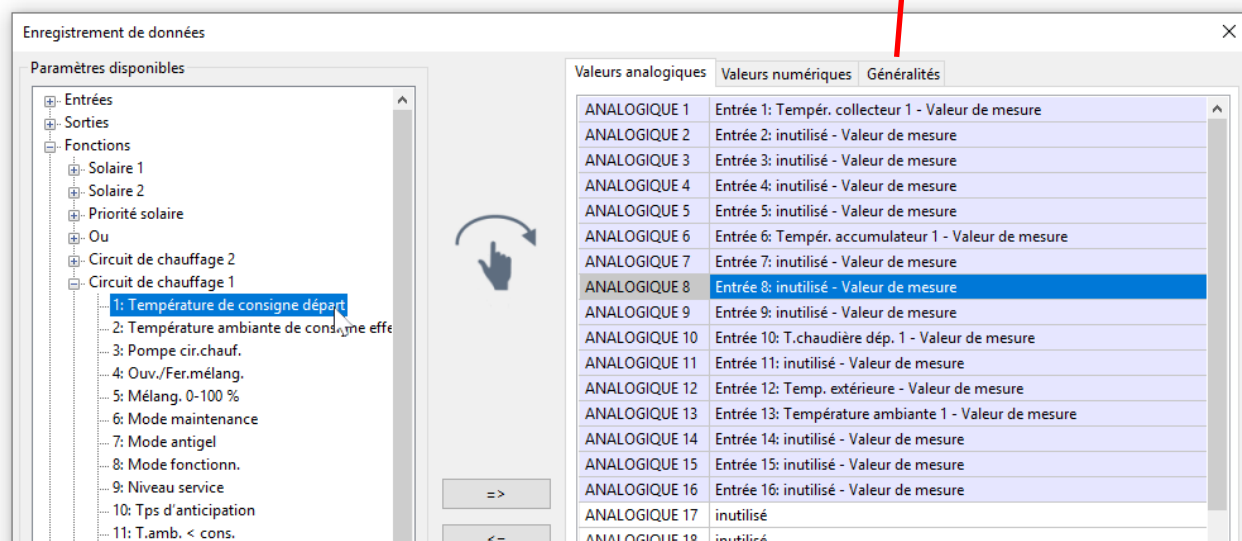 Enregistrement de données
Paramètres disponibles
Entrées
Sorties
Fonctions
Solaire 1
Solaire 2
Priorité solaire
Ou
Circuit de chauffage 2
Circuit de chauffage 1
1: Température de consigne départ
2: Température ambiante de consigne effe
3: Pompe cir.chauf.
4: Ouv./Fer.mélang.
5: Mélang. 0-100 %
6: Mode maintenance
7: Mode antigel
8: Mode fonctionn.
9: Niveau service
10: Tps d'anticipation
11: T.amb. < cons.
=>
<=
Valeurs analogiques Valeurs numériques Généralités
ANALOGIQUE 1 Entrée 1: Tempér. collecteur 1 - Valeur de mesure
ANALOGIQUE 2 Entrée 2: inutilisé - Valeur de mesure
ANALOGIQUE 3 Entrée 3: inutilisé - Valeur de mesure
ANALOGIQUE 4 Entrée 4: inutilisé - Valeur de mesure
ANALOGIQUE 5 Entrée 5: inutilisé - Valeur de mesure
ANALOGIQUE 6 Entrée 6: Tempér. accumulateur 1 - Valeur de mesure
ANALOGIQUE 7 Entrée 7: inutilisé - Valeur de mesure
ANALOGIQUE 8 Entrée 8: inutilisé - Valeur de mesure
ANALOGIQUE 9 Entrée 9: inutilisé - Valeur de mesure
ANALOGIQUE 10 Entrée 10: T.chaudière dép. 1 - Valeur de mesure
ANALOGIQUE 11 Entrée 11: inutilisé - Valeur de mesure
ANALOGIQUE 12 Entrée 12: Temp. extérieure - Valeur de mesure
ANALOGIQUE 13 Entrée 13: Température ambiante 1 - Valeur de mesure
ANALOGIQUE 14 Entrée 14: inutilisé - Valeur de mesure
ANALOGIQUE 15 Entrée 15: inutilisé - Valeur de mesure
ANALOGIQUE 16 Entrée 16: inutilisé - Valeur de mesure
ANALOGIQUE 17 inutilisé
ANALOGIQUE 18 inutilisé